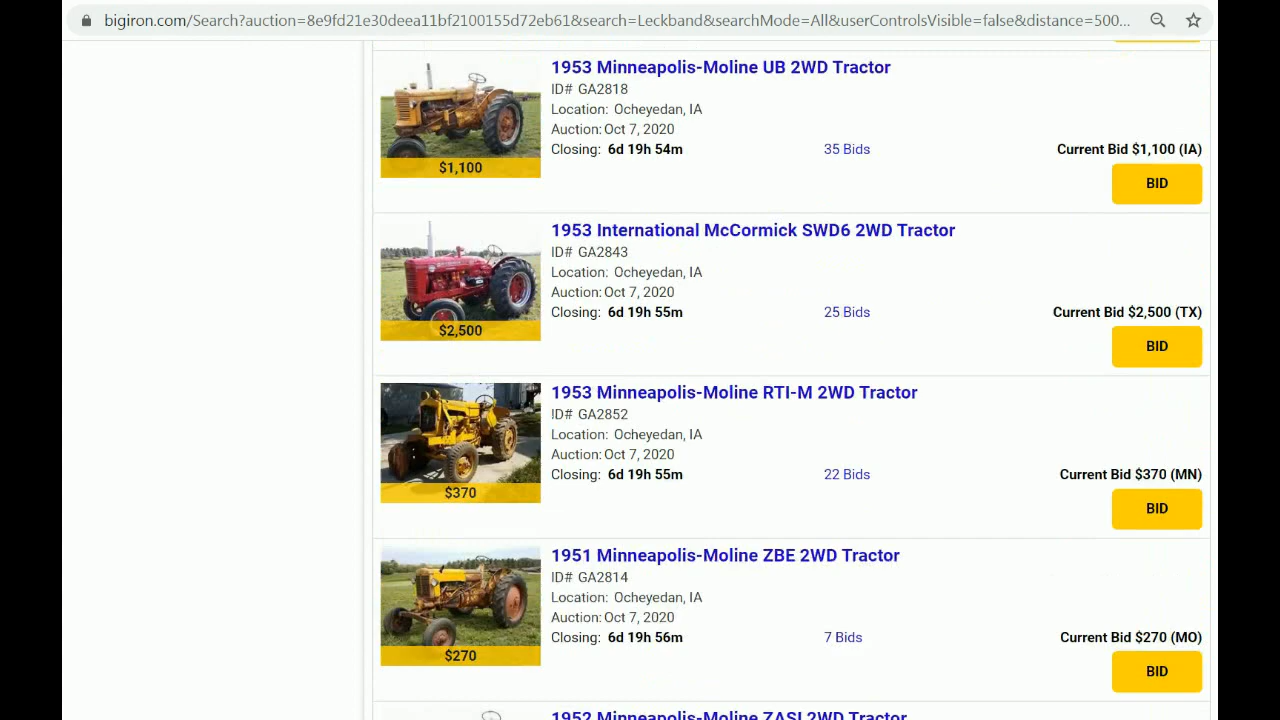 bigiron.com/Search?auction=8e9fd21e30deea11bf2100155d72eb61&search=Leckband&searchMode=All&userControlsVisible=false&distance=500...
1953 Minneapolis-Moline UB 2WD Tractor
ID# GA2818
Location: Ocheyedan, IA
Auction: Oct 7, 2020
Closing: 6d 19h 54m 35 Bids Current Bid $1,100 (IA)
$1,100
BID
1953 International McCormick SWD6 2WD Tractor
ID# GA2843
Location: Ocheyedan, IA
Auction: Oct 7, 2020
Closing: 6d 19h 55m 25 Bids Current Bid $2,500 (TX)
$2,500
BID
1953 Minneapolis-Moline RTI-M 2WD Tractor
ID# GA2852
Location: Ocheyedan, IA
Auction: Oct 7, 2020
Closing: 6d 19h 55m 22 Bids Current Bid $370 (MN)
$370
BID
1951 Minneapolis-Moline ZBE 2WD Tractor
ID# GA2814
Location: Ocheyedan, IA
Auction: Oct 7, 2020
Closing: 6d 19h 56m 7 Bids Current Bid $270 (MO)
$270
BID
1952 Minneapolis-Moline ZASI 2WD Tractor